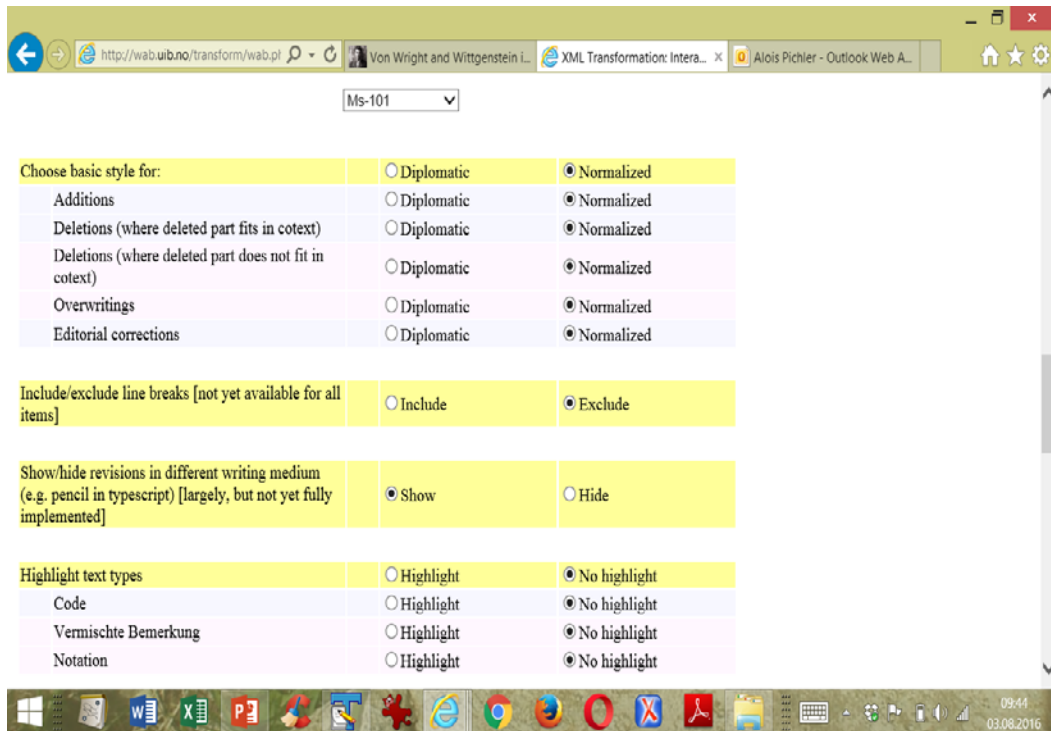 http://wab.uib.no/transform/wab.pl
Von Wright and Wittgenstein i...
XML Transformation: Intera...
Alois Pichler - Outlook Web A...
Ms-101
Choose basic style for: Diplomatic Normalized
Additions Diplomatic Normalized
Deletions (where deleted part fits in cotext) Diplomatic Normalized
Deletions (where deleted part does not fit in
cotext) Diplomatic Normalized
Overwritings Diplomatic Normalized
Editorial corrections Diplomatic Normalized
Include/exclude line breaks [not yet available for all
items] Include Exclude
Show/hide revisions in different writing medium
(e.g. pencil in typescript) [largely, but not yet fully
implemented] Show Hide
Highlight text types Highlight No highlight
Code Highlight No highlight
Vermischte Bemerkung Highlight No highlight
Notation Highlight No highlight
09:44
03.08.2016